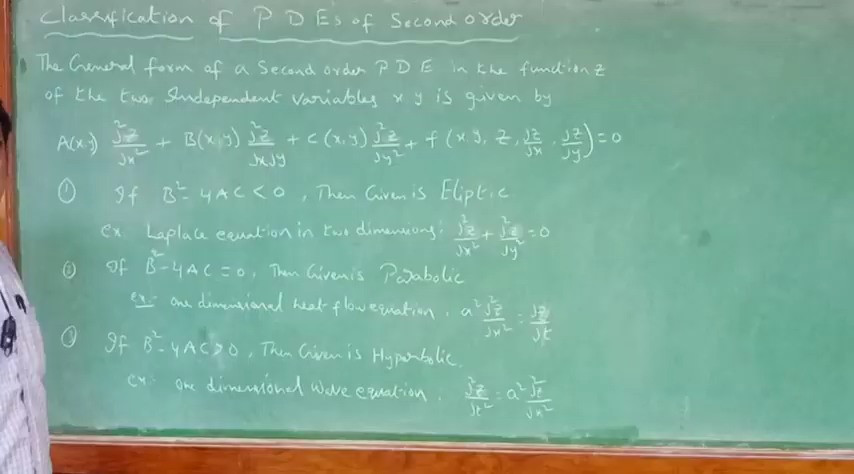 Classification of P D E's of Second order
The General form of a Second order P D E in the function z
of the two Independent variables x y is given by
A(x,y) ∂²z/∂x² + B(x,y) ∂²z/∂x∂y + C(x,y) ∂²z/∂y² + f(x y, z, ∂z/∂x, ∂z/∂y) = 0
① If B² - 4AC < 0, Then Given is Eliptic
ex: Laplace equation in two dimensions: ∂²z/∂x² + ∂²z/∂y² = 0
② If B² - 4AC = 0, Then Given is Parabolic
ex:- one dimensional heat flow equation, a² ∂²z/∂x² = ∂z/∂t
③ If B² - 4AC > 0, Then Given is Hyperbolic.
ex: one dimensional wave equation: ∂²z/∂t² = a² ∂²t/∂x²